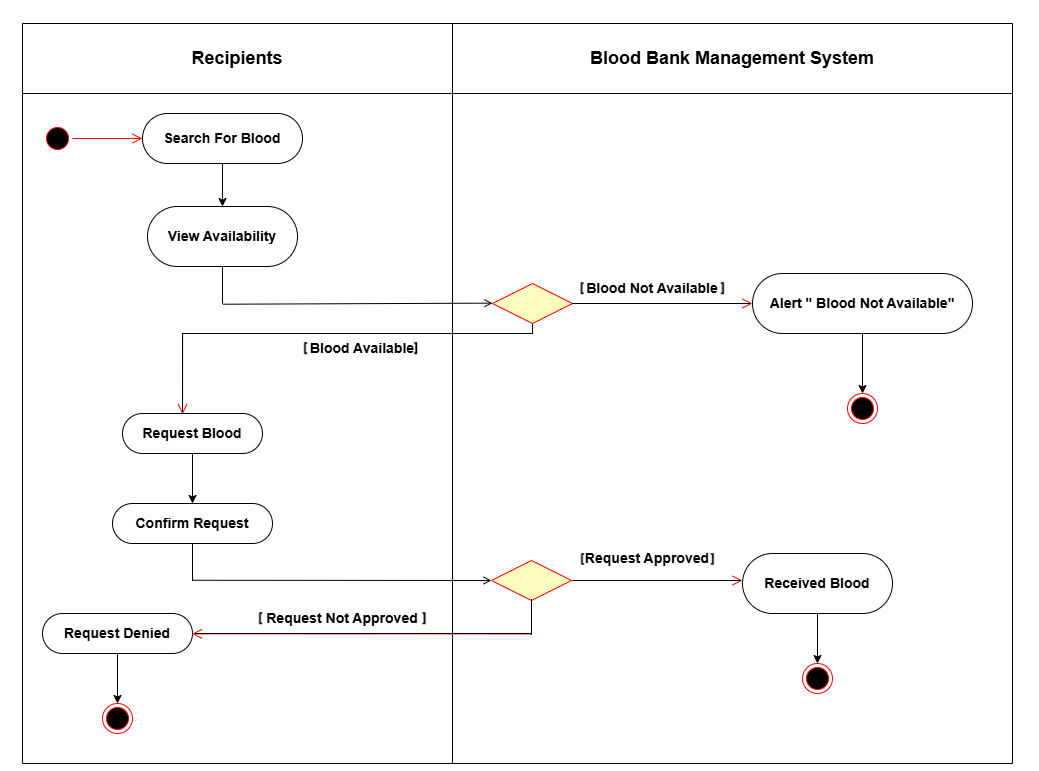 Recipients
Blood Bank Management System
Search For Blood
View Availability
[ Blood Not Available ]
Alert " Blood Not Available"
[ Blood Available]
Request Blood
Confirm Request
[Request Approved]
Received Blood
[ Request Not Approved ]
Request Denied